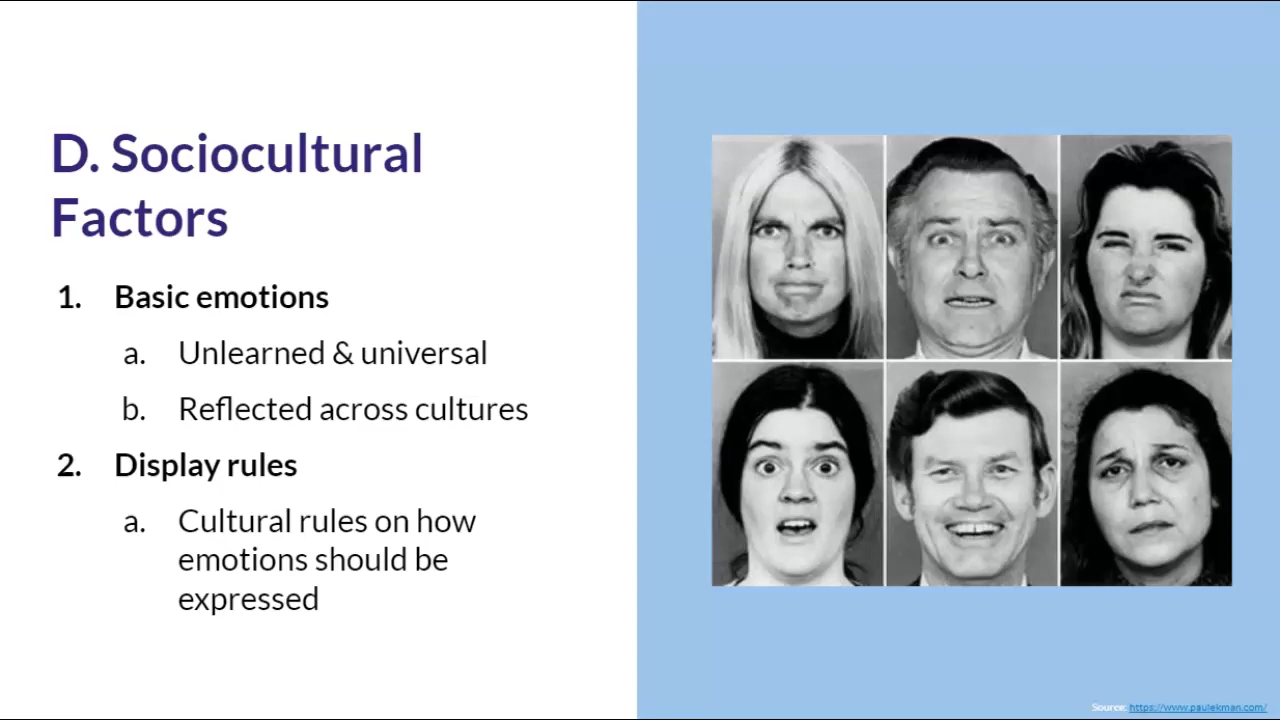 D. Sociocultural
Factors
1. Basic emotions
a. Unlearned & universal
b. Reflected across cultures
2. Display rules
a. Cultural rules on how
emotions should be
expressed
Source: https://www.paulekman.com/